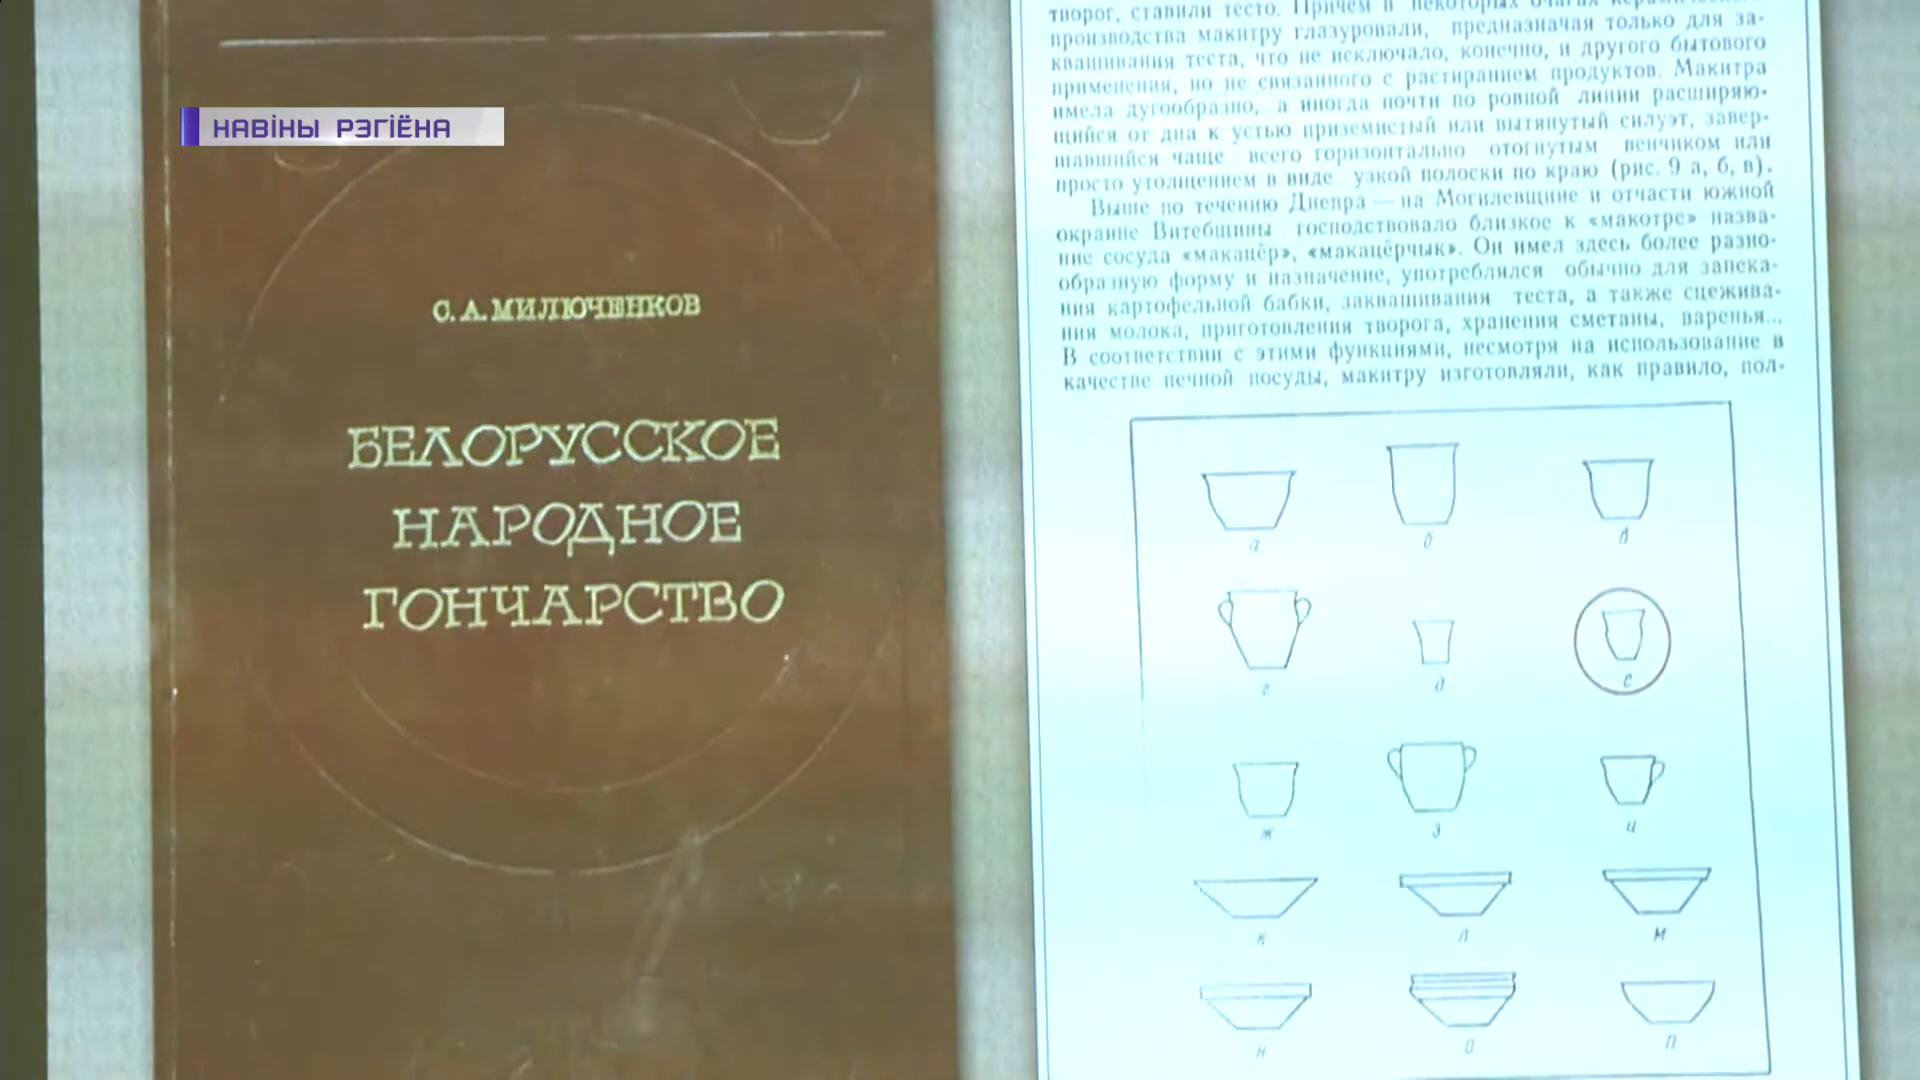 НАВІНЫ РЭГІЁНА
С.А.МИЛЮЧЕНКОВ
БЕЛОРУССКОЕ
НАРОДНОЕ
ГОНЧАРСТВО
творог, ставили тесто. Причем в некоторых очагах
производства макитру глазуровали, предназначая только для за-
квашивания теста, что не исключало, конечно, и другого бытового
применения, но не связанного с растиранием продуктов. Макитра
имела дугообразно, а иногда почти по ровной линии расширяю-
щийся от дна к устью приземистый или вытянутый силуэт, завер-
шавшийся чаще всего горизонтально отогнутым венчиком или
просто утолщением в виде узкой полоски по краю (рис. 9 а, б, в).
Выше по течению Днепра — на Могилевщине и отчасти южной
окраине Витебщины господствовало близкое к «макотре» назва-
ние сосуда «макацёр», «макацёрчык». Он имел здесь более разно-
образную форму и назначение, употреблялся обычно для запека-
ния картофельной бабки, заквашивания теста, а также сцежива-
ния молока, приготовления творога, хранения сметаны, варенья...
В соответствии с этими функциями, несмотря на использование в
качестве печной посуды, макитру изготовляли, как правило, пол-
а б в
г д е
ж з и
к л м
н о п